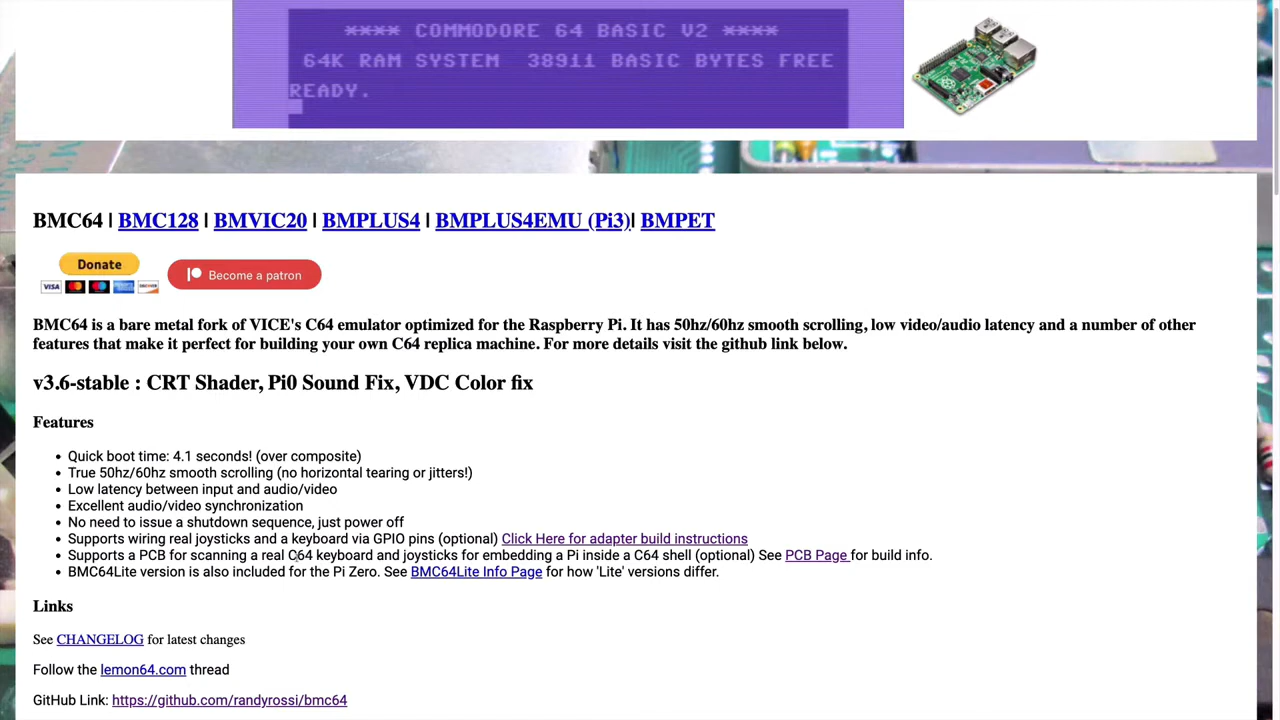 **** COMMODORE 64 BASIC V2 ****
64K RAM SYSTEM 38911 BASIC BYTES FREE
READY.
BMC64 | BMC128 | BMVIC20 | BMPLUS4 | BMPLUS4EMU (Pi3)| BMPET
Donate
Become a patron
VISA
BMC64 is a bare metal fork of VICE's C64 emulator optimized for the Raspberry Pi. It has 50hz/60hz smooth scrolling, low video/audio latency and a number of other
features that make it perfect for building your own C64 replica machine. For more details visit the github link below.
v3.6-stable : CRT Shader, Pi0 Sound Fix, VDC Color fix
Features
• Quick boot time: 4.1 seconds! (over composite)
• True 50hz/60hz smooth scrolling (no horizontal tearing or jitters!)
• Low latency between input and audio/video
• Excellent audio/video synchronization
• No need to issue a shutdown sequence, just power off
• Supports wiring real joysticks and a keyboard via GPIO pins (optional) Click Here for adapter build instructions
• Supports a PCB for scanning a real C64 keyboard and joysticks for embedding a Pi inside a C64 shell (optional) See PCB Page for build info.
• BMC64Lite version is also included for the Pi Zero. See BMC64Lite Info Page for how 'Lite' versions differ.
Links
See CHANGELOG for latest changes
Follow the lemon64.com thread
GitHub Link: https://github.com/randyrossi/bmc64